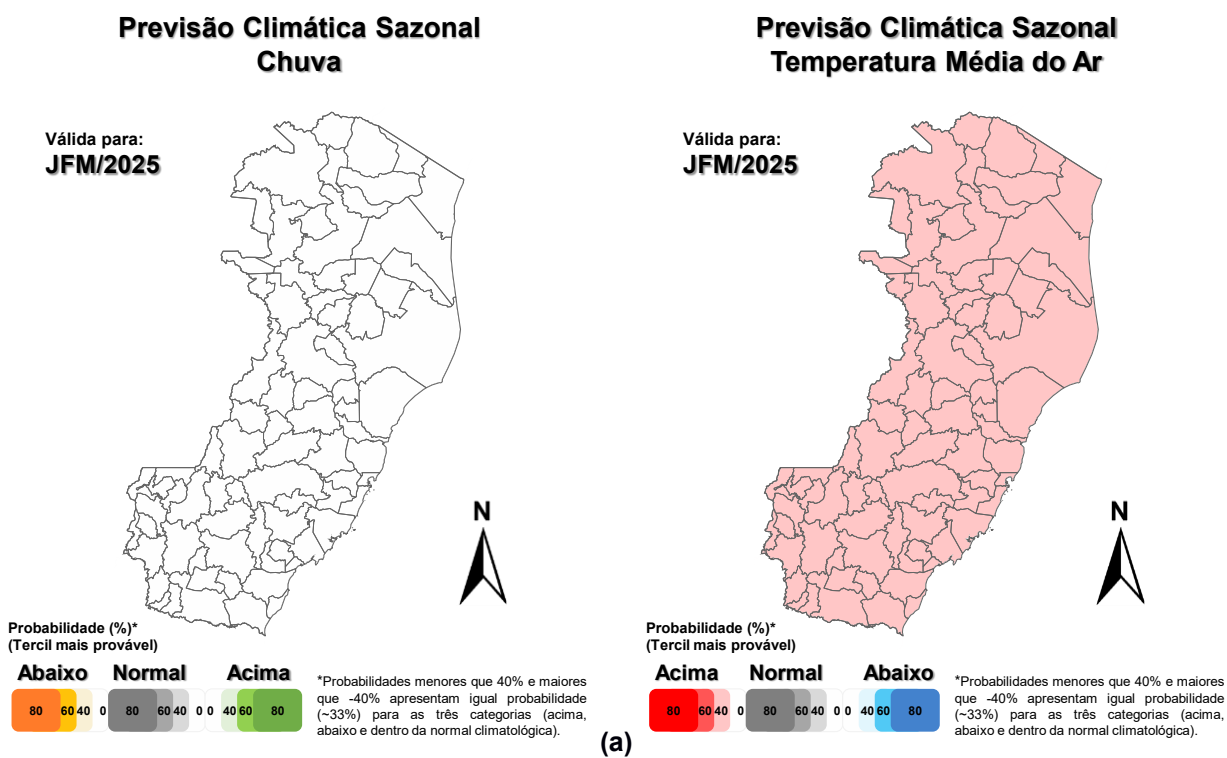 Previsão Climática Sazonal
Chuva
Válida para:
JFM/2025
N
Probabilidade (%)*
(Tercil mais provável)
Abaixo Normal Acima
80 60 40 0 80 60 40 0 0 40 60 80
*Probabilidades menores que 40% e maiores
que -40% apresentam igual probabilidade
(~33%) para as três categorias (acima,
abaixo e dentro da normal climatológica).
Previsão Climática Sazonal
Temperatura Média do Ar
Válida para:
JFM/2025
N
Probabilidade (%)*
(Tercil mais provável)
Acima Normal Abaixo
80 60 40 0 80 60 40 0 0 40 60 80
*Probabilidades menores que 40% e maiores
que -40% apresentam igual probabilidade
(~33%) para as três categorias (acima,
abaixo e dentro da normal climatológica).
(a)